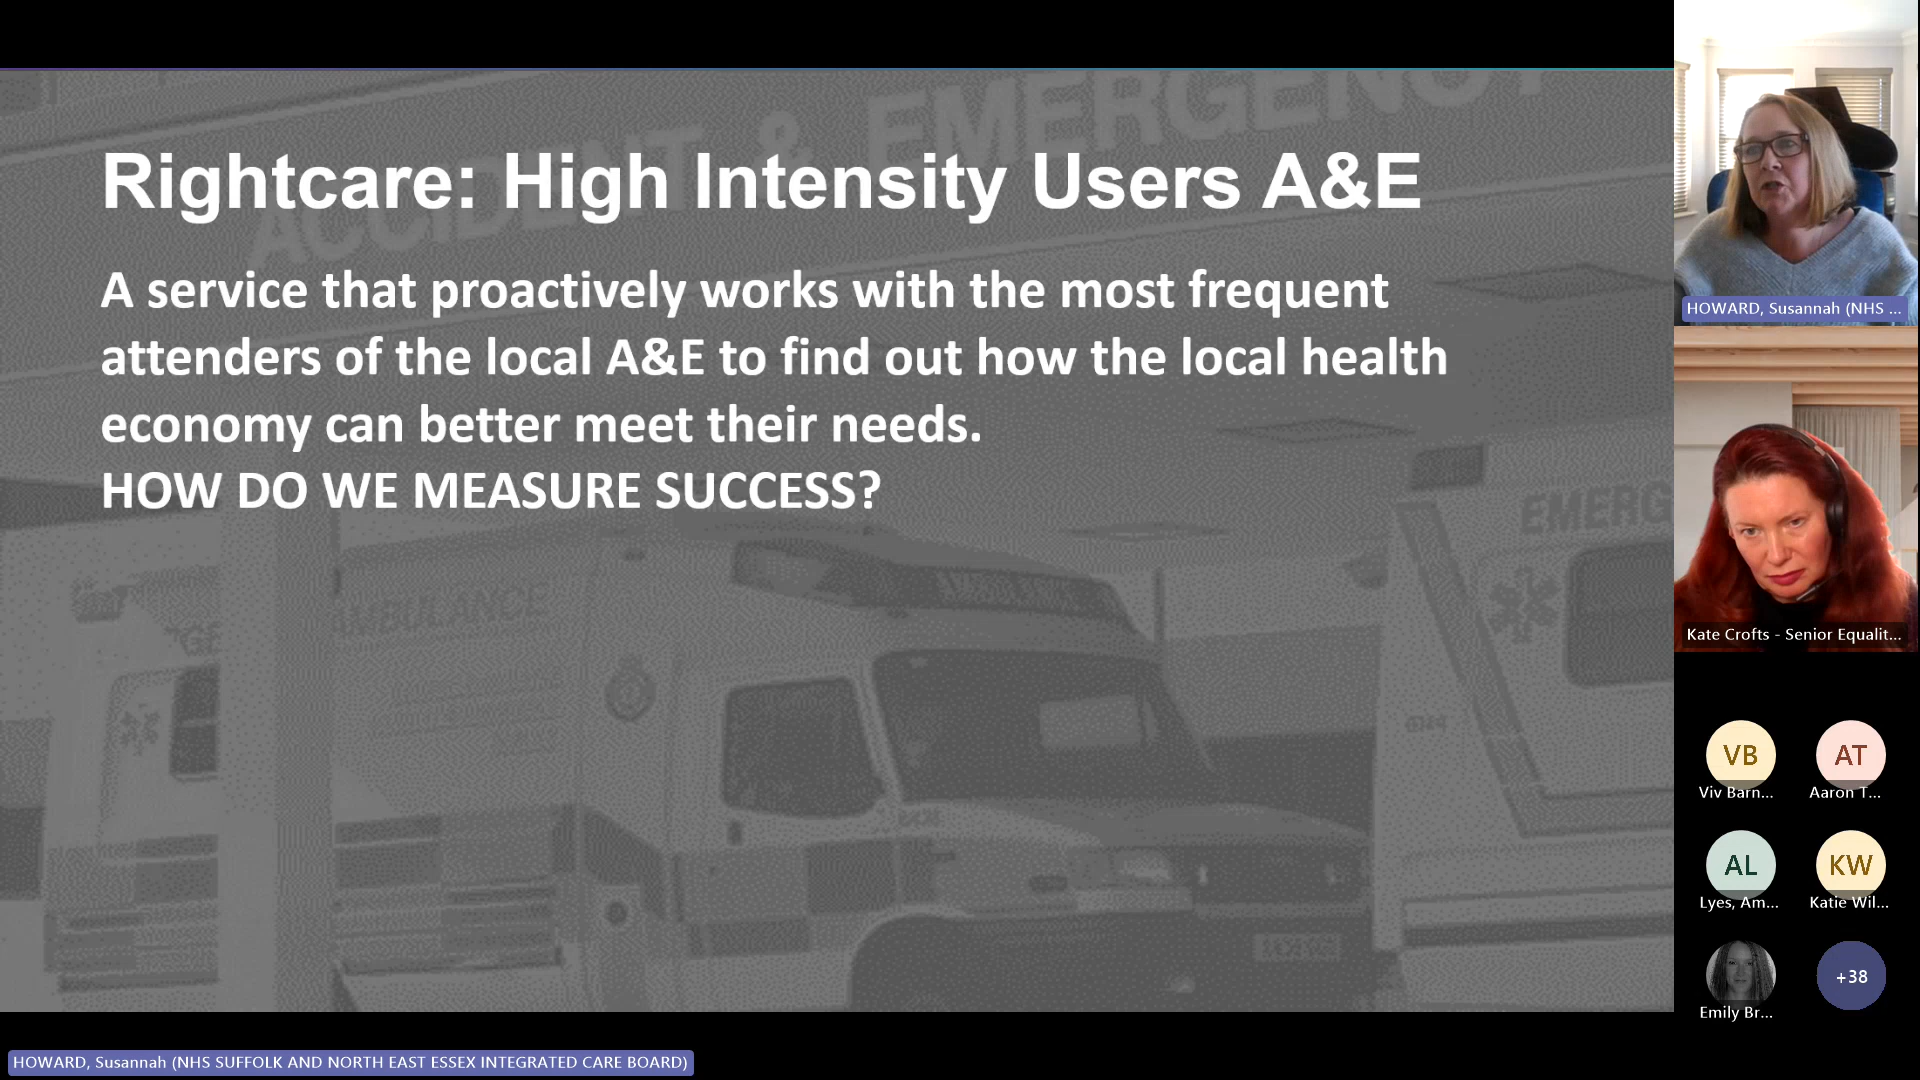 ACCIDENT & EMERGENCY
Rightcare: High Intensity Users A&E
A service that proactively works with the most frequent
attenders of the local A&E to find out how the local health
economy can better meet their needs.
HOW DO WE MEASURE SUCCESS?
EMERG
AMBULANCE
HOWARD, Susannah (NHS ...
Kate Crofts - Senior Equalit...
VB
Viv Barn...
AT
Aaron T...
AL
Lyes, Am...
KW
Katie Wil...
Emily Br...
+38
HOWARD, Susannah (NHS SUFFOLK AND NORTH EAST ESSEX INTEGRATED CARE BOARD)